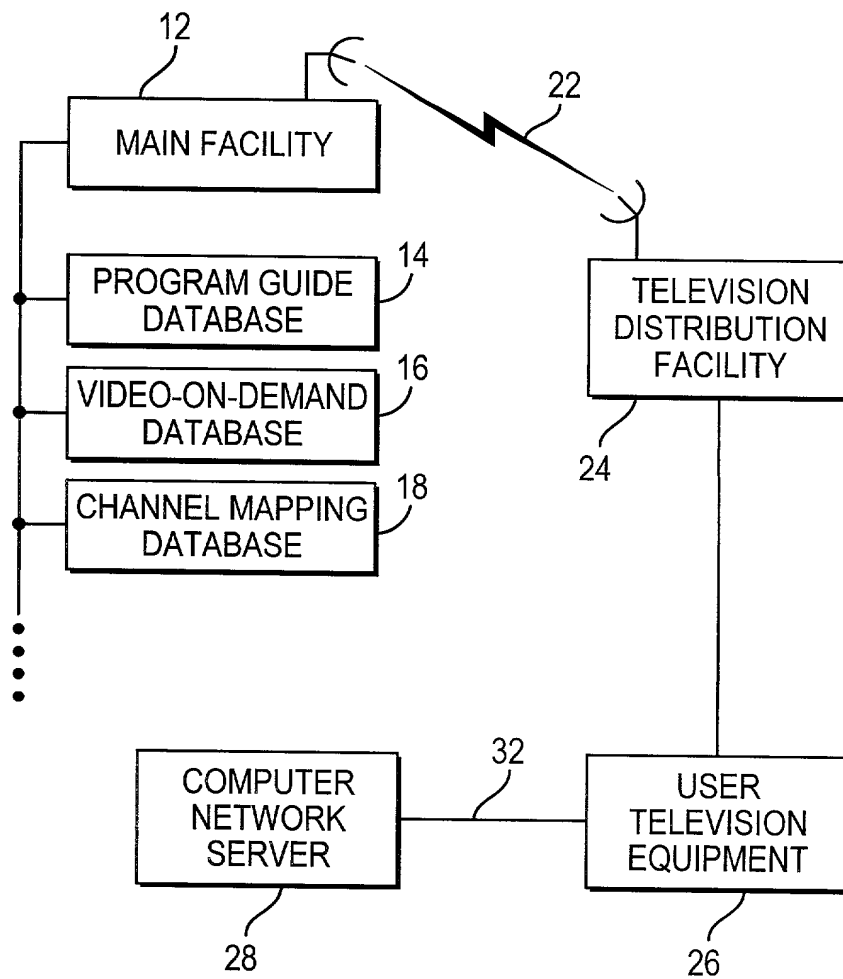 12
MAIN FACILITY
22
PROGRAM GUIDE
DATABASE
14
VIDEO-ON-DEMAND
DATABASE
16
CHANNEL MAPPING
DATABASE
18
TELEVISION
DISTRIBUTION
FACILITY
24
COMPUTER
NETWORK
SERVER
28
32
USER
TELEVISION
EQUIPMENT
26